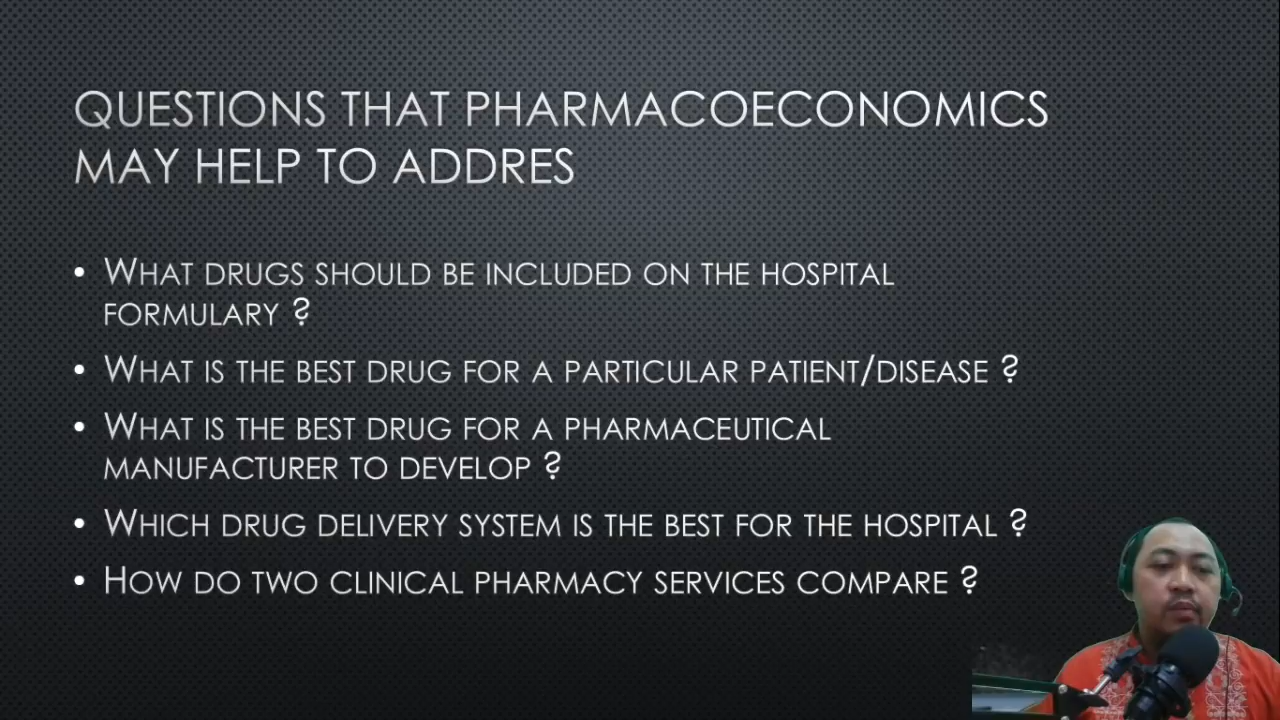 QUESTIONS THAT PHARMACOECONOMICS
MAY HELP TO ADDRES
• WHAT DRUGS SHOULD BE INCLUDED ON THE HOSPITAL
FORMULARY ?
• WHAT IS THE BEST DRUG FOR A PARTICULAR PATIENT/DISEASE ?
• WHAT IS THE BEST DRUG FOR A PHARMACEUTICAL
MANUFACTURER TO DEVELOP ?
• WHICH DRUG DELIVERY SYSTEM IS THE BEST FOR THE HOSPITAL ?
• HOW DO TWO CLINICAL PHARMACY SERVICES COMPARE ?